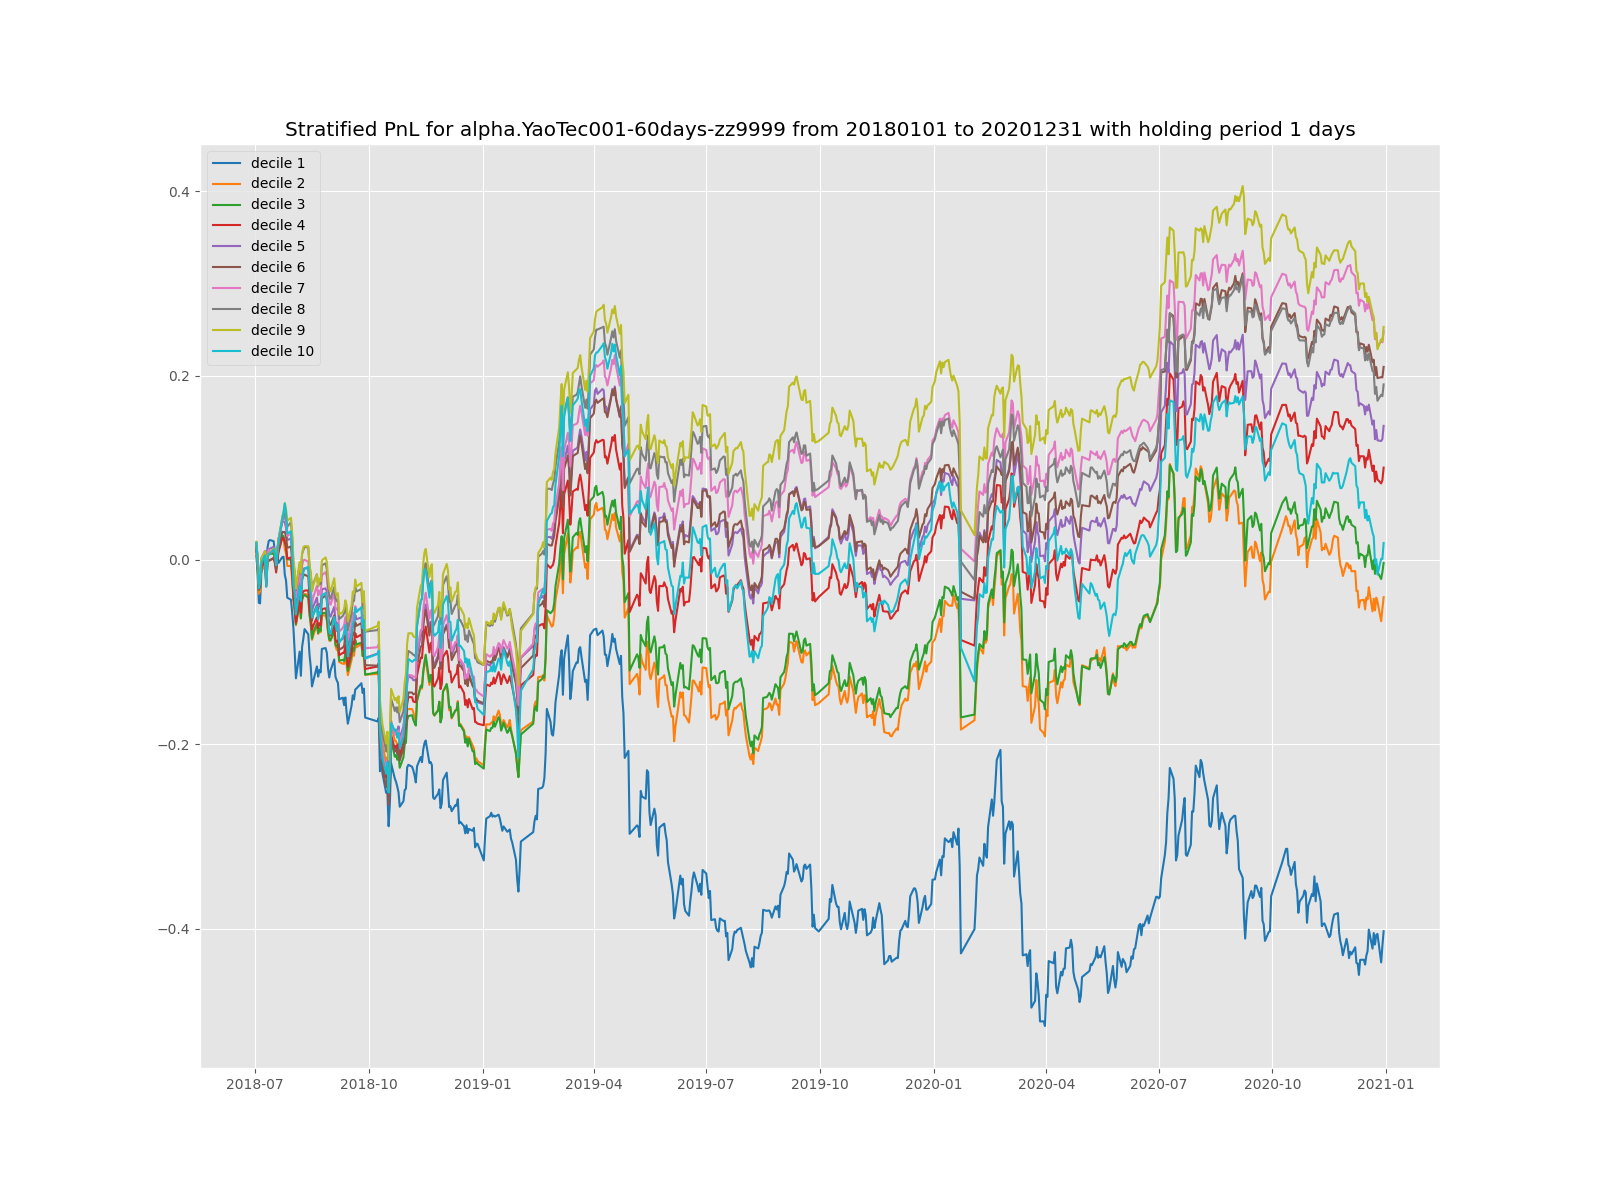 Stratified PnL for alpha.YaoTec001-60days-zz9999 from 20180101 to 20201231 with holding period 1 days
decile 1
decile 2
decile 3
decile 4
decile 5
decile 6
decile 7
decile 8
decile 9
decile 10
0.4
0.2
0.0
−0.2
−0.4
2018-07 2018-10 2019-01 2019-04 2019-07 2019-10 2020-01 2020-04 2020-07 2020-10 2021-01